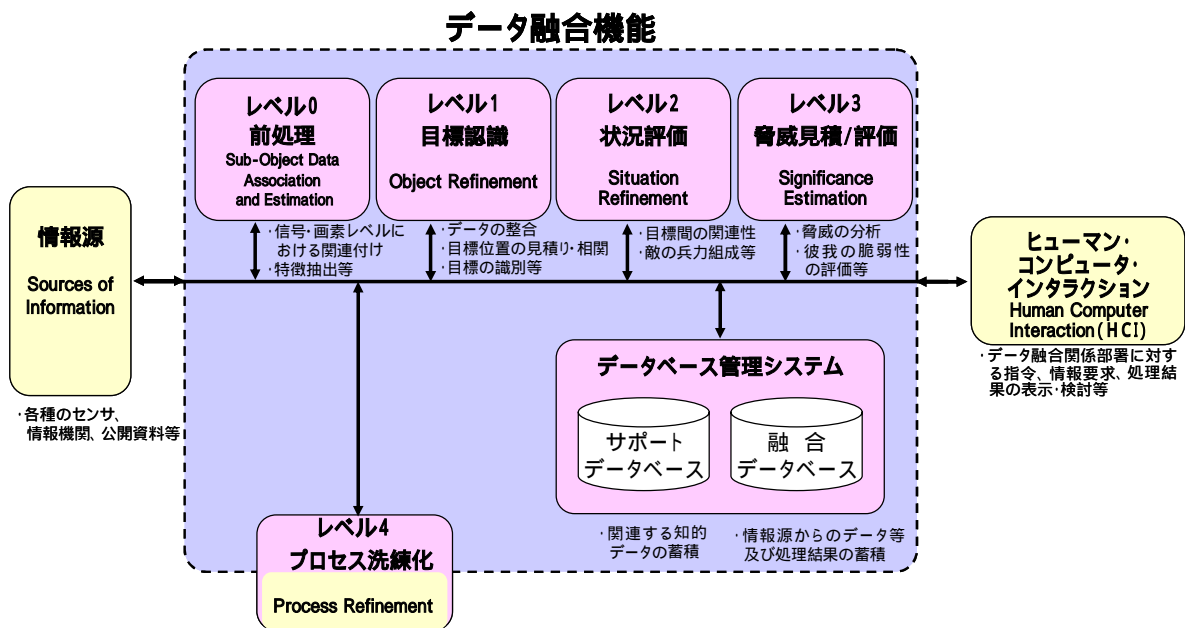 データ融合機能
レベル0
前処理
Sub-Object Data
Association
and Estimation
レベル1
目標認識
Object Refinement
レベル2
状況評価
Situation
Refinement
レベル3
脅威見積/評価
Significance
Estimation
・信号・画素レベルに
おける関連付け
・特徴抽出等
・データの整合
・目標位置の見積り・相関
・目標の識別等
・目標間の関連性
・敵の兵力組成等
・脅威の分析
・彼我の脆弱性
の評価等
情報源
Sources of
Information
・各種のセンサ、
情報機関、公開資料等
ヒューマン・
コンピュータ・
インタラクション
Human Computer
Interaction(HCI)
・データ融合関係部署に対す
る指令、情報要求、処理結
果の表示・検討等
データベース管理システム
サポート
データベース
融 合
データベース
・関連する知的
データの蓄積
・情報源からのデータ等
及び処理結果の蓄積
レベル4
プロセス洗練化
Process Refinement